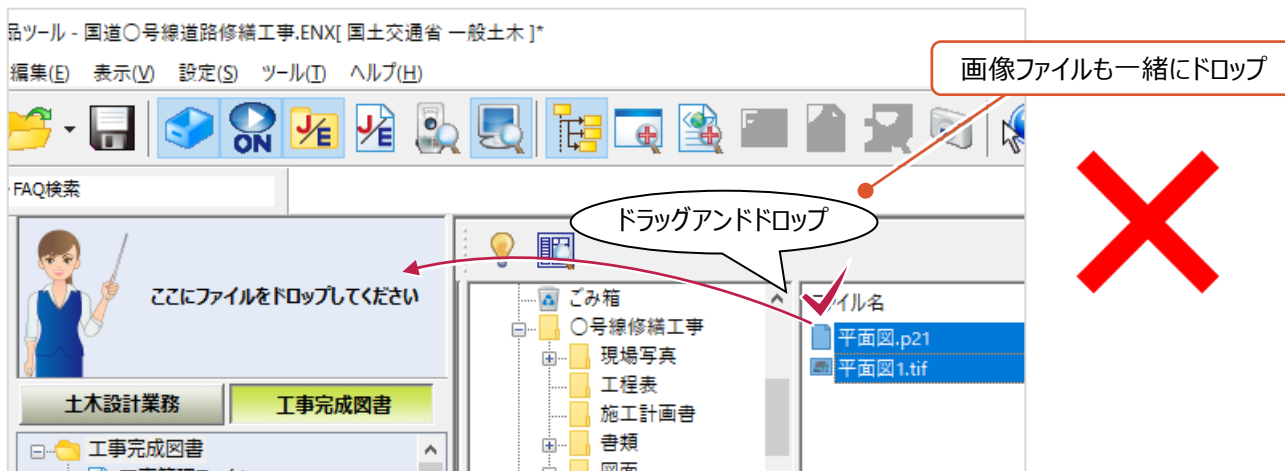 品ツール - 国道〇号線道路修繕工事.ENX[ 国土交通省 一般土木 ]*
編集(E) 表示(V) 設定(S) ツール(T) ヘルプ(H)
画像ファイルも一緒にドロップ
ON
J/E
J/E
FAQ検索
ドラッグアンドドロップ
ここにファイルをドロップしてください
ごみ箱
〇号線修繕工事
現場写真
工程表
施工計画書
書類
図面
ファイル名
平面図.p21
平面図1.tif
土木設計業務 工事完成図書
工事完成図書